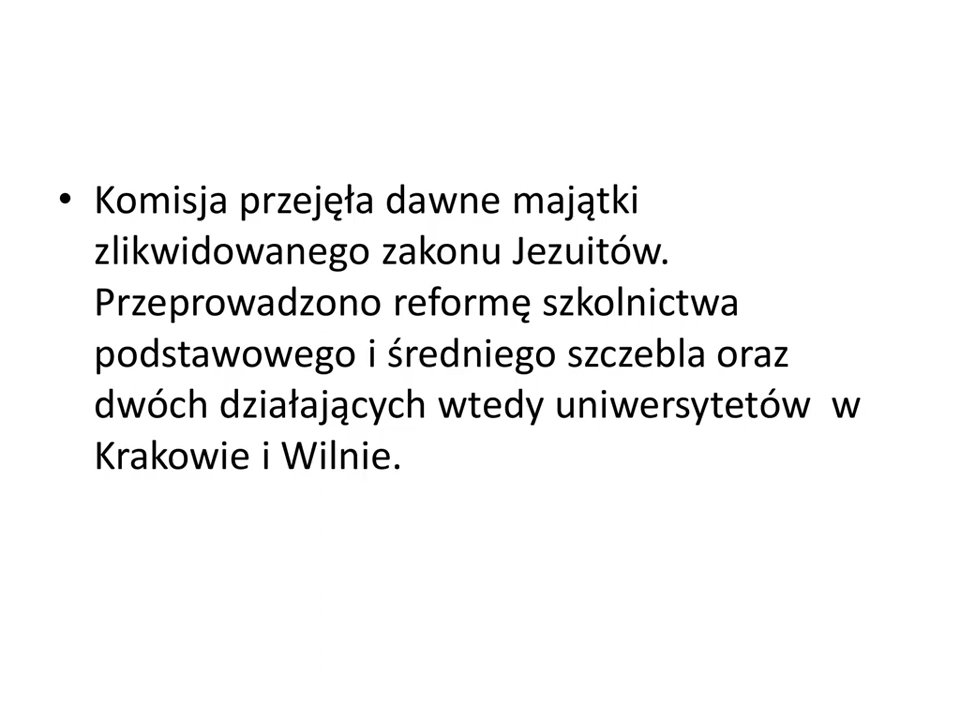 • Komisja przejęła dawne majątki
zlikwidowanego zakonu Jezuitów.
Przeprowadzono reformę szkolnictwa
podstawowego i średniego szczebla oraz
dwóch działających wtedy uniwersytetów  w
Krakowie i Wilnie.